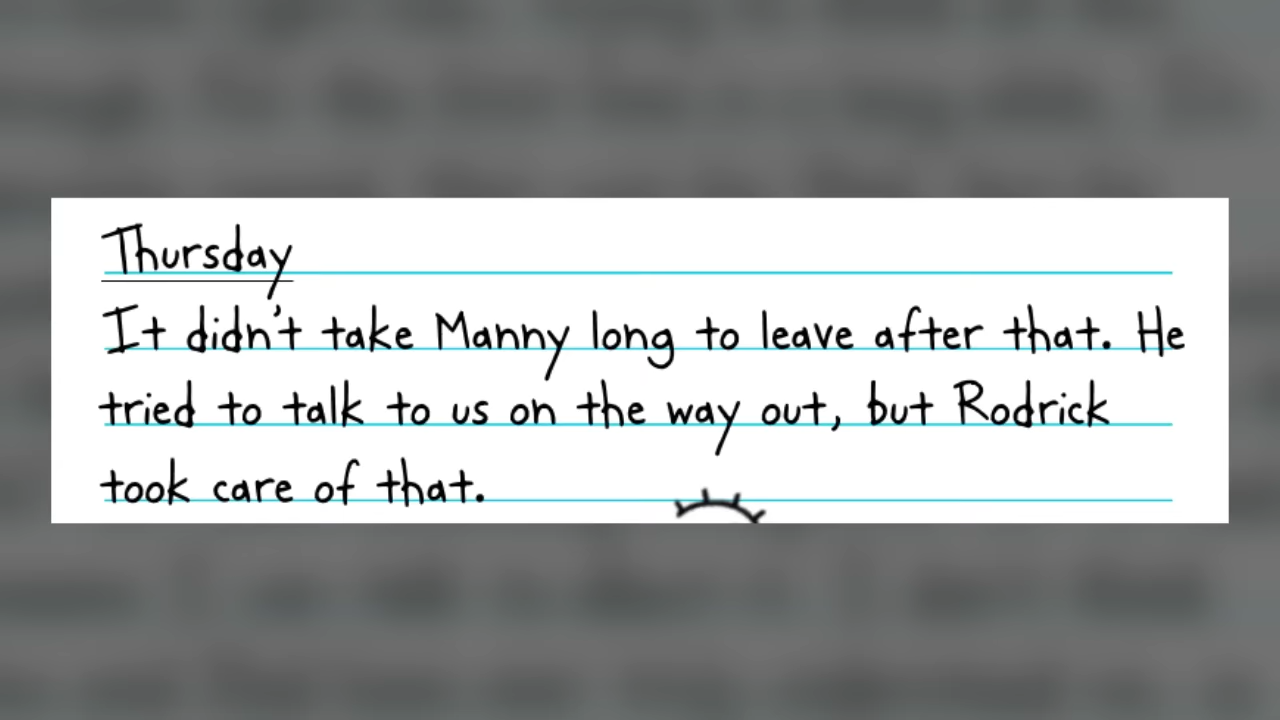 Thursday
It didn't take Manny long to leave after that. He
tried to talk to us on the way out, but Rodrick
took care of that.